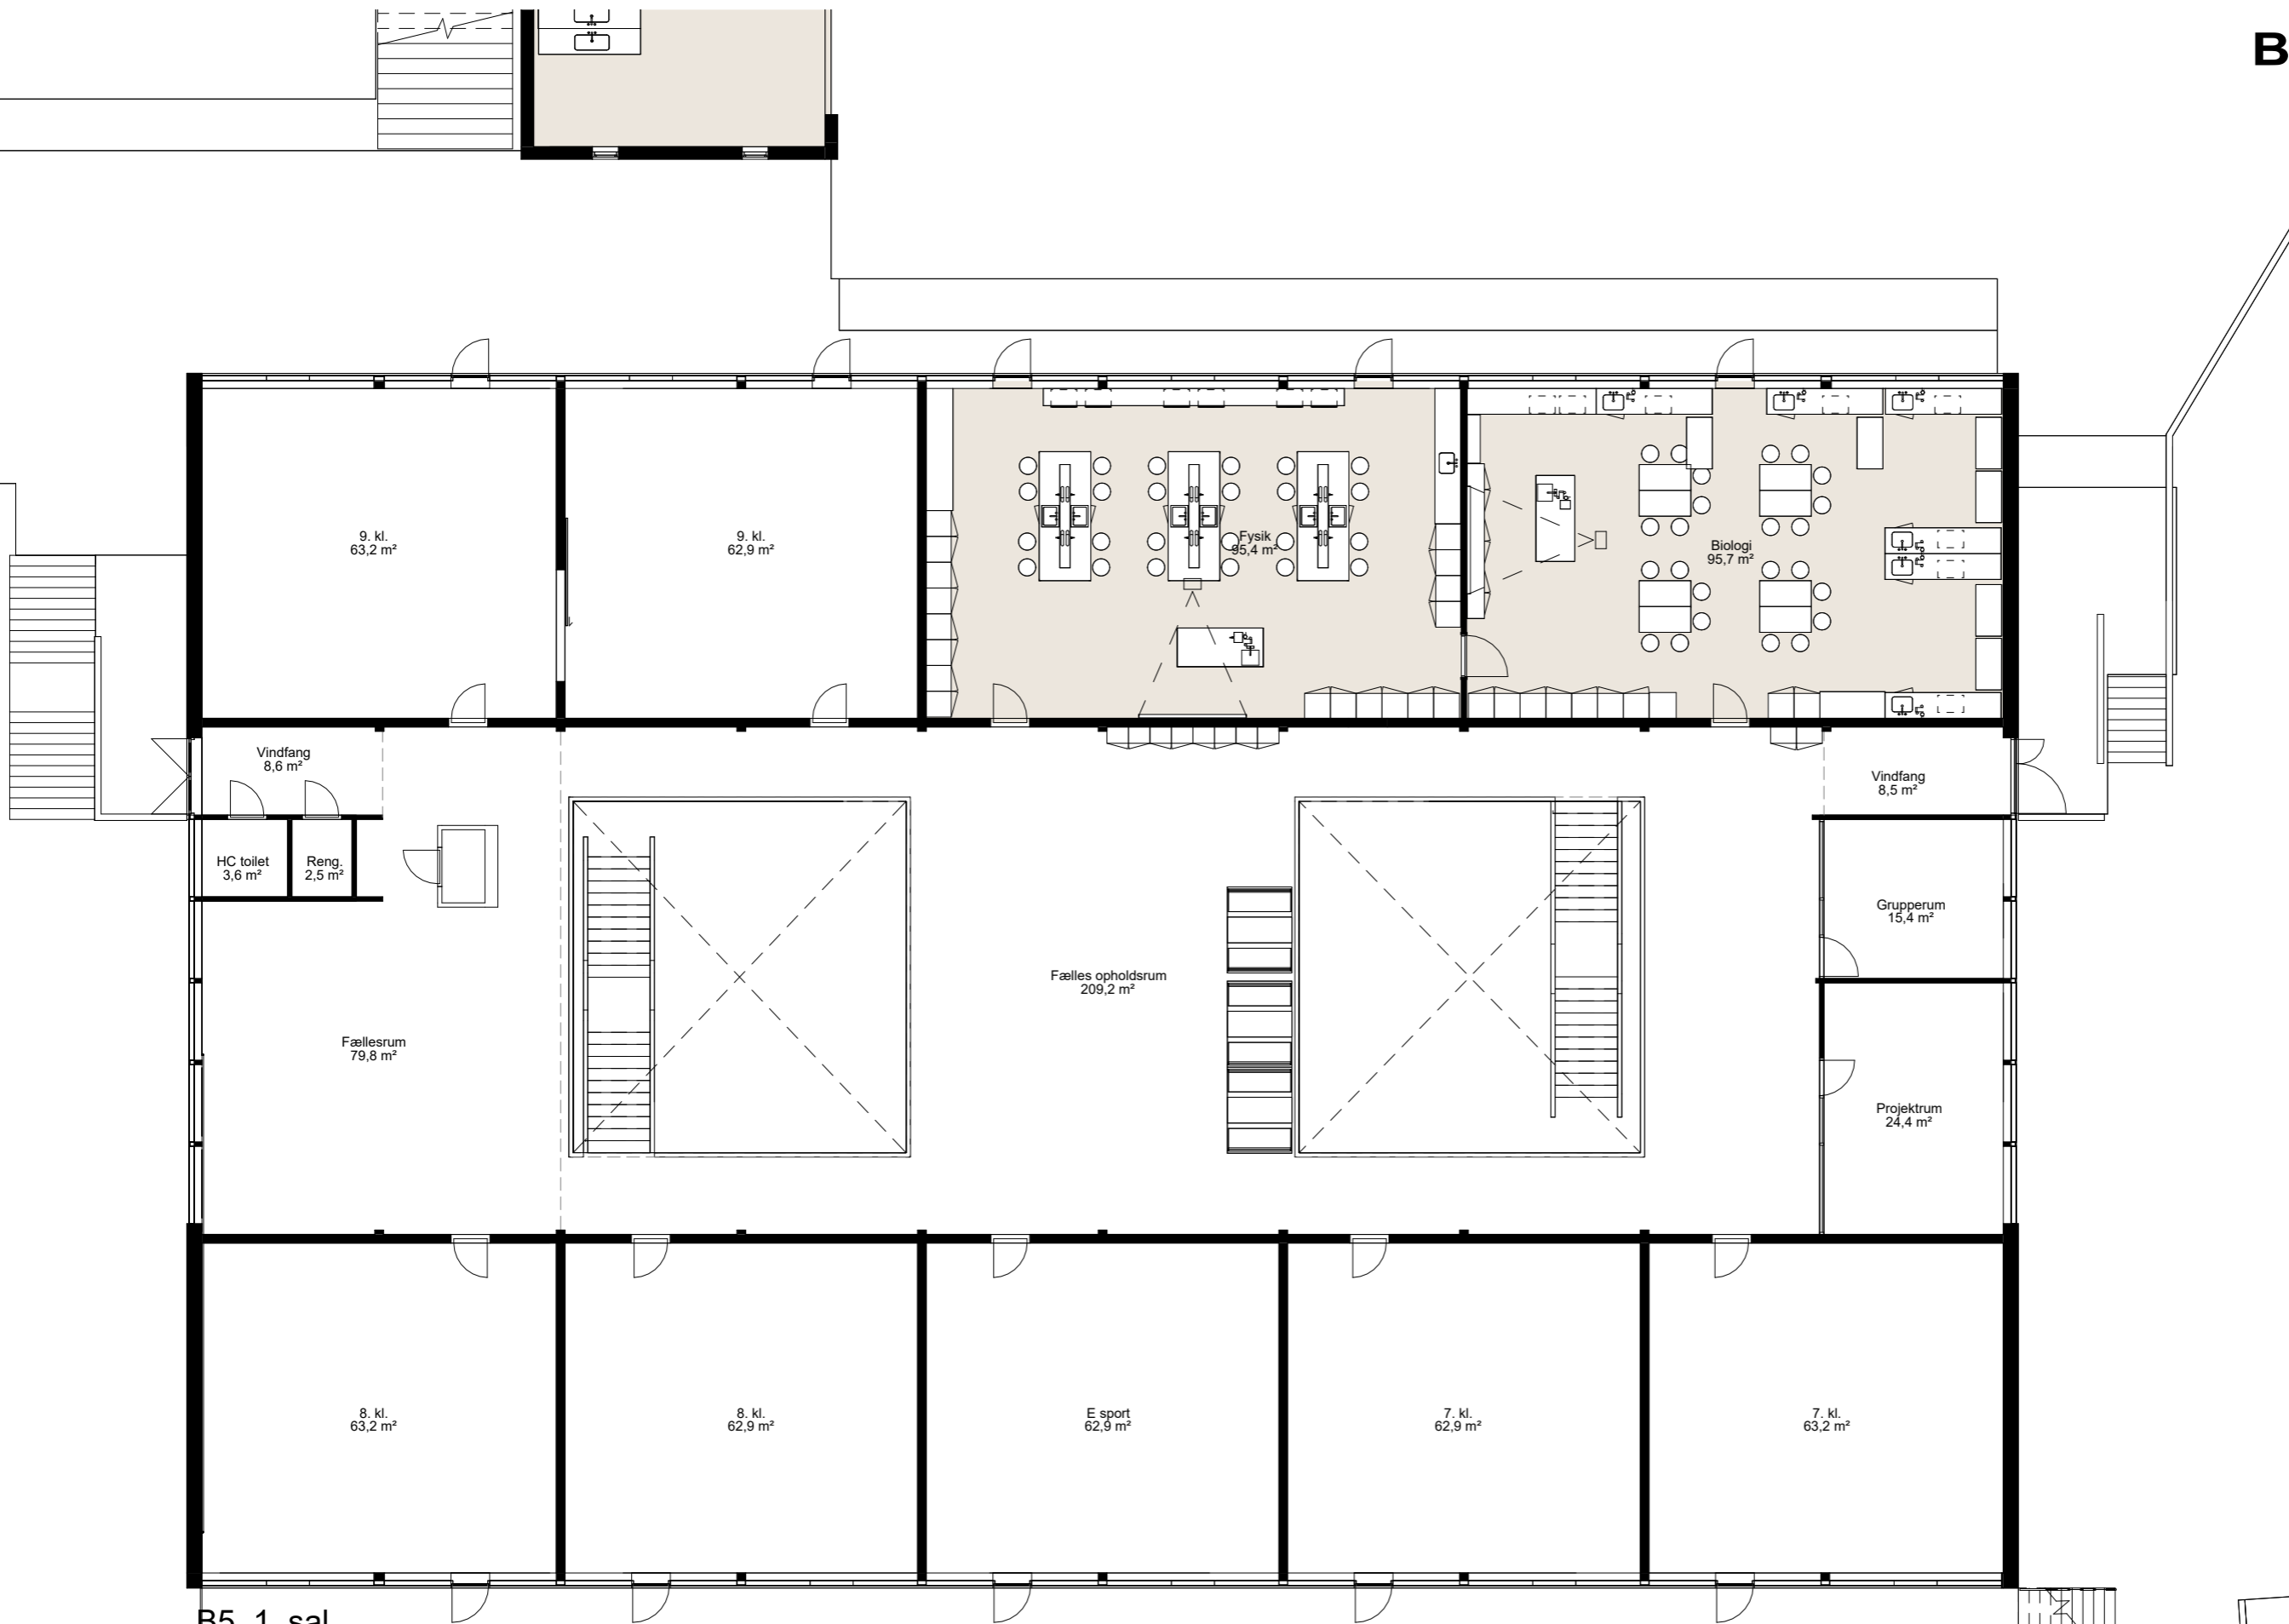 B
9. kl.
63,2 m²
9. kl.
62,9 m²
Fysik
95,4 m²
Biologi
95,7 m²
Vindfang
8,6 m²
Vindfang
8,5 m²
HC toilet
3,6 m²
Reng.
2,5 m²
Grupperum
15,4 m²
Fælles opholdsrum
209,2 m²
Fællesrum
79,8 m²
Projektrum
24,4 m²
8. kl.
63,2 m²
8. kl.
62,9 m²
E sport
62,9 m²
7. kl.
62,9 m²
7. kl.
63,2 m²
B5, 1. sal